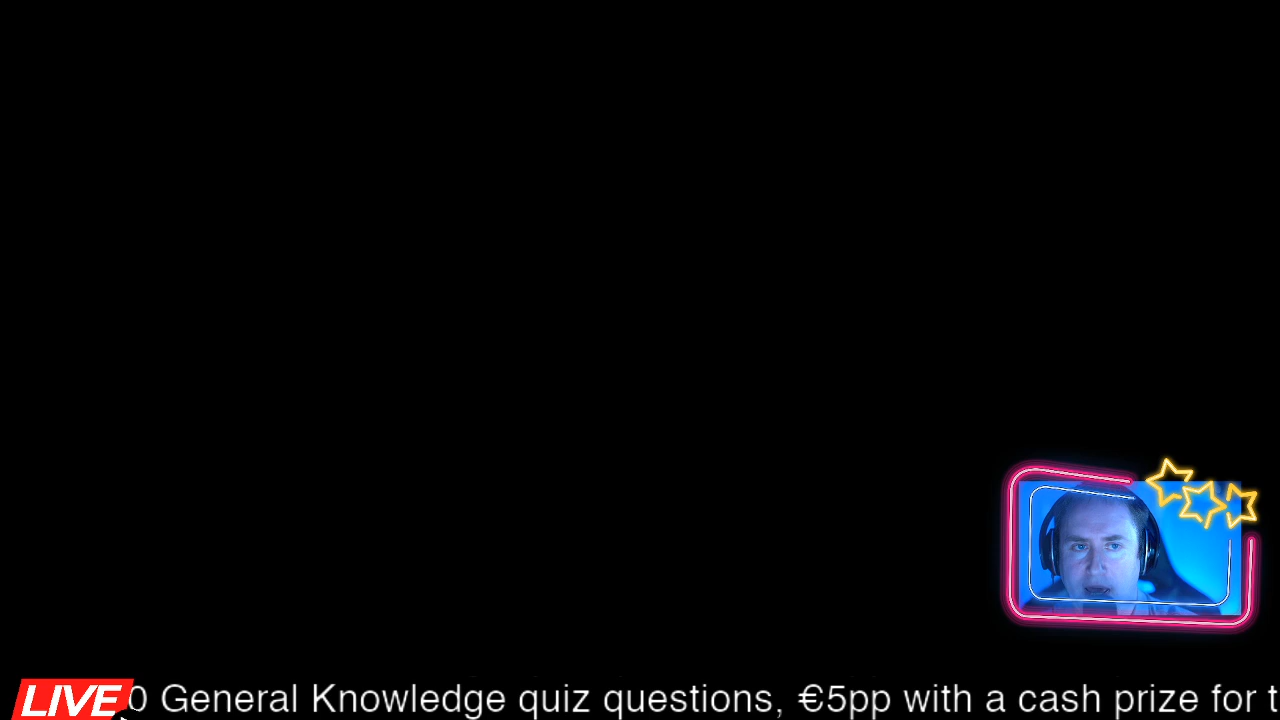 LIVE 0 General Knowledge quiz questions, €5pp with a cash prize for t